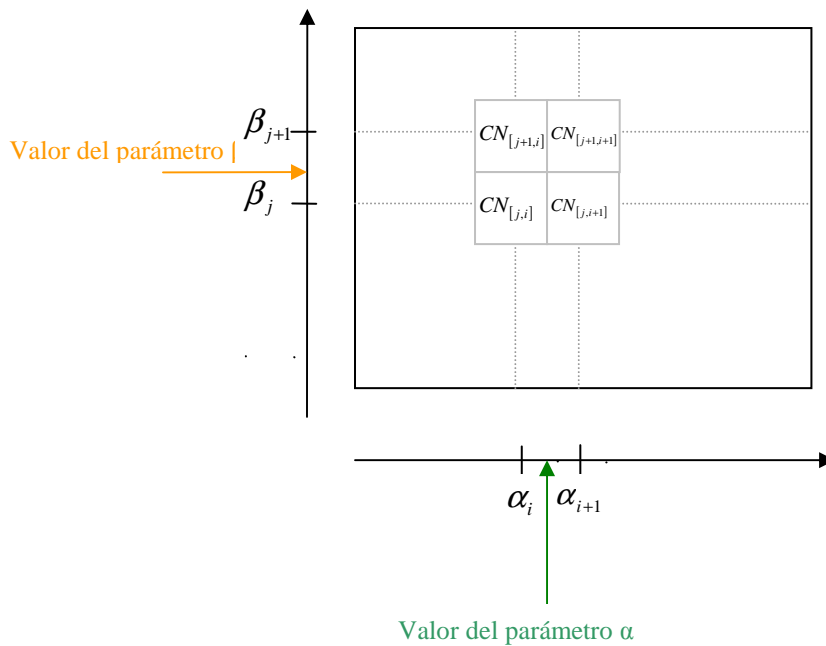 β_{j+1}
Valor del parámetro
β_j
CN_{[j+1,i]} CN_{[j+1,i+1]}
CN_{[j,i]} CN_{[j,i+1]}
α_i α_{i+1}
Valor del parámetro α